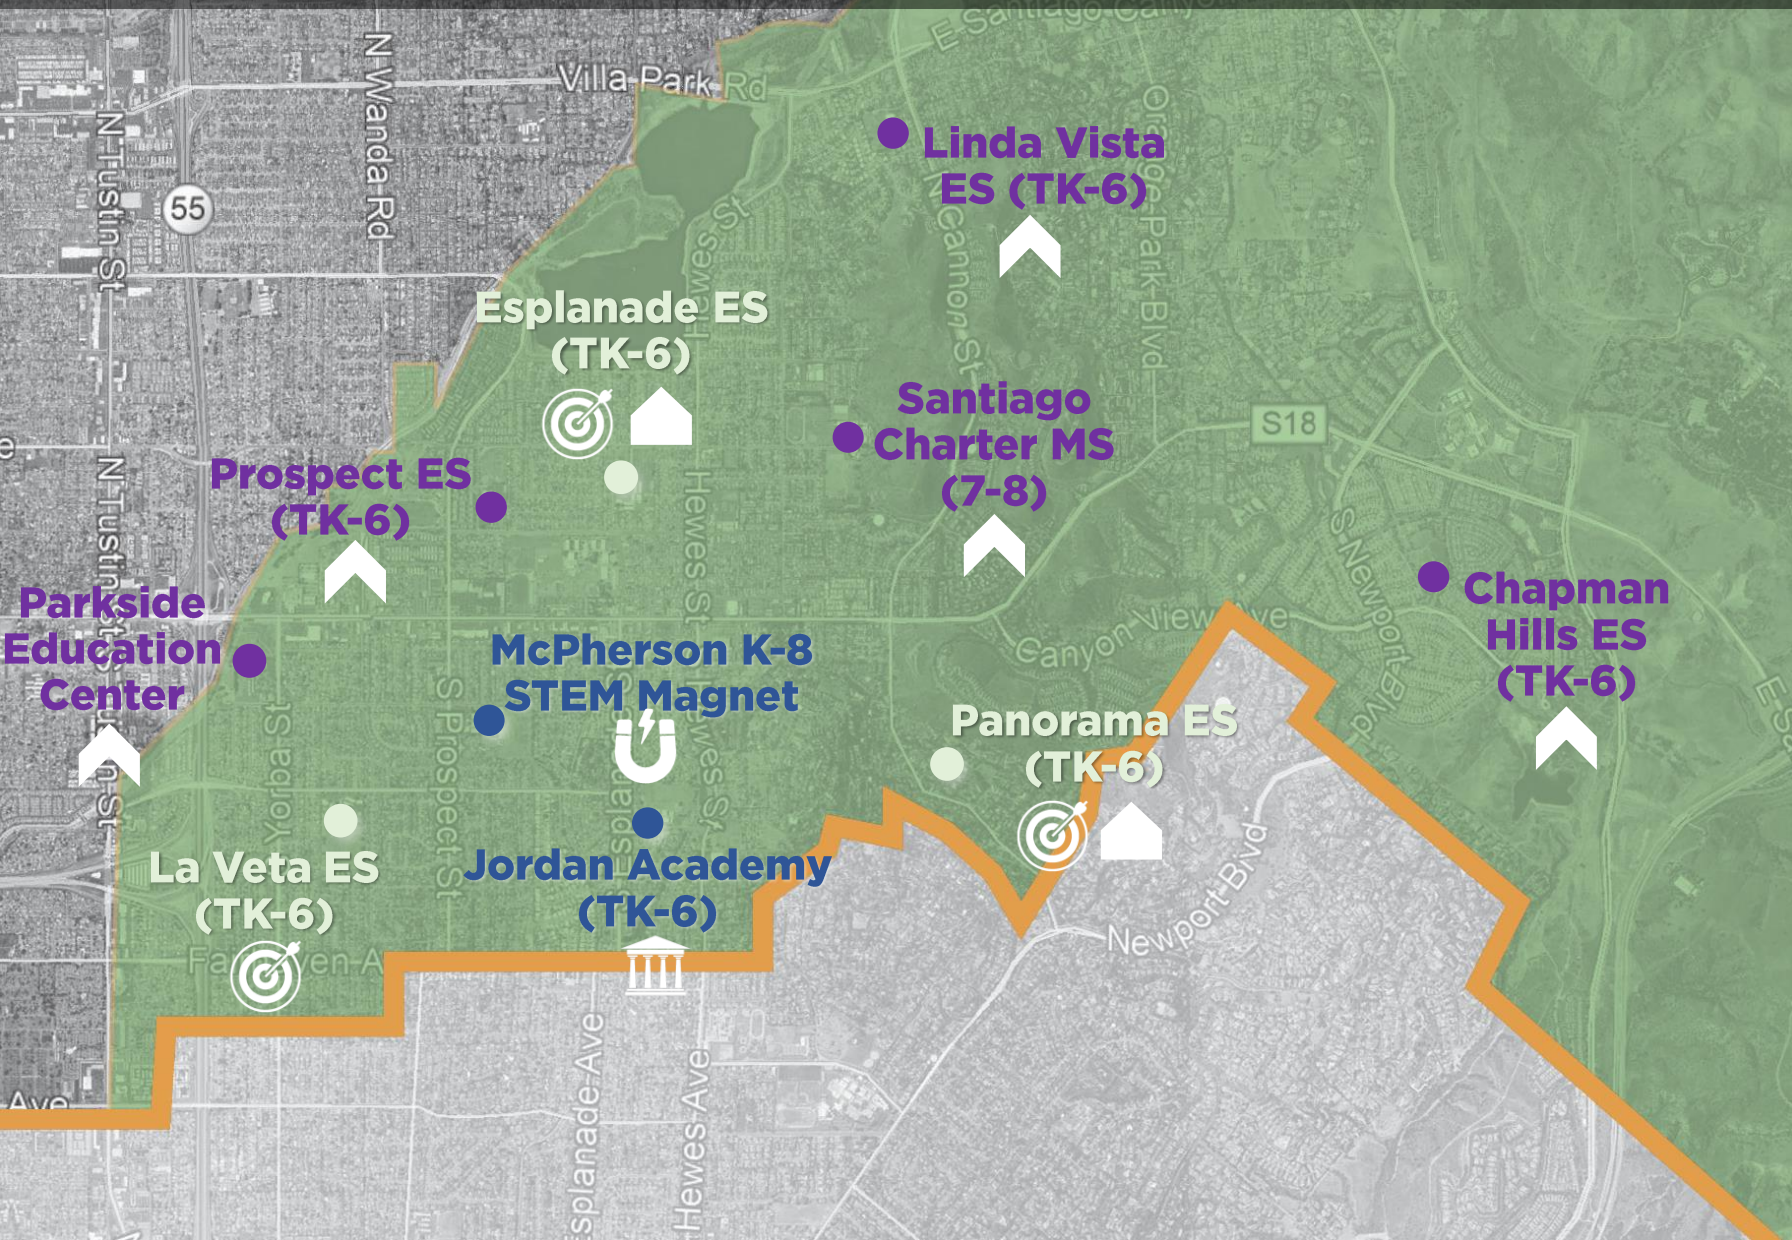 E Santiago Canyon
N Wanda Rd
Villa Park Rd
N Tustin St
55
Linda Vista
ES (TK-6)
Orange Park Blvd
N Cannon St
Hewes St
Esplanade ES
(TK-6)
Santiago
Charter MS
(7-8)
S18
Prospect ES
(TK-6)
N Tustin St
Hewes St
S Newport Blvd
Parkside
Education
Center
McPherson K-8
STEM Magnet
Canyon View Ave
Chapman
Hills ES
(TK-6)
Panorama ES
(TK-6)
Yorba St
S Prospect St
La Veta ES
(TK-6)
Jordan Academy
(TK-6)
Newport Blvd
Ave
Hewes Ave